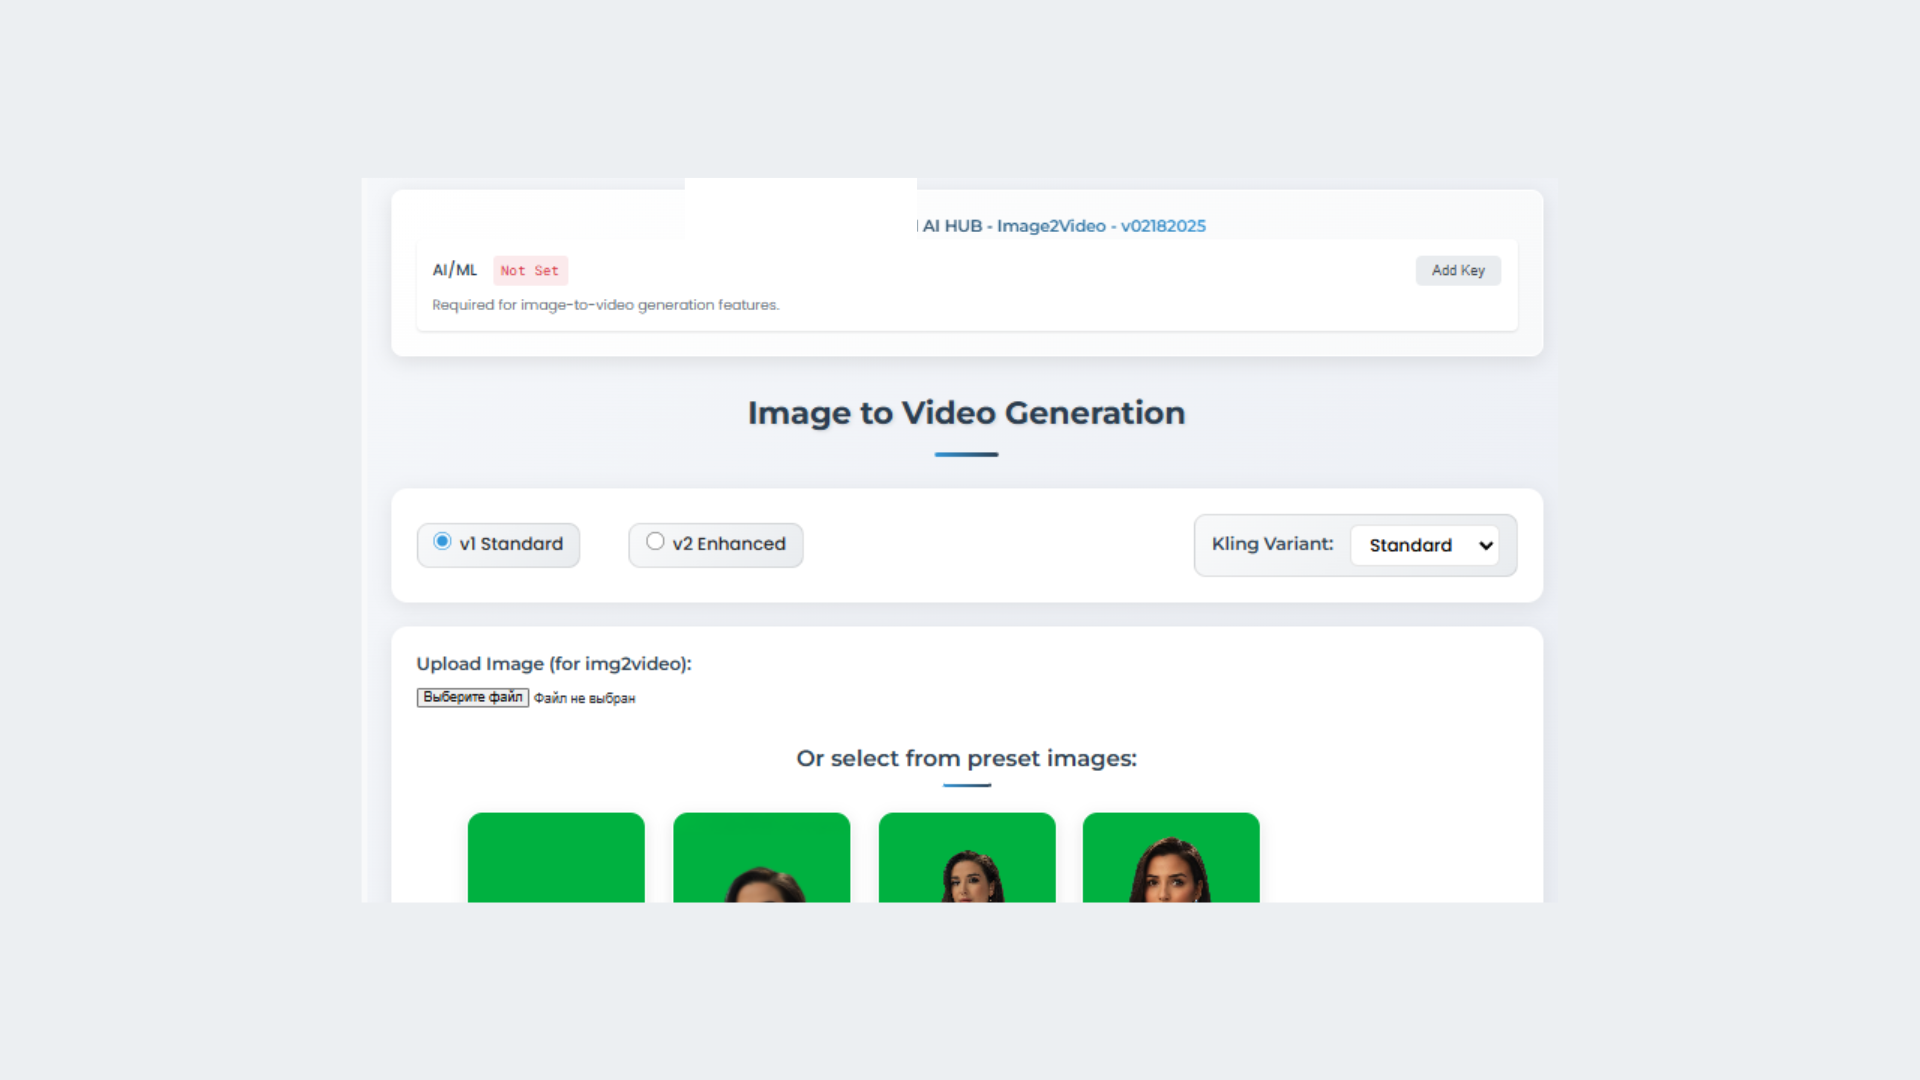 AI HUB - Image2Video - v02182025
AI/ML Not Set Add Key
Required for image-to-video generation features.
Image to Video Generation
v1 Standard v2 Enhanced Kling Variant: Standard
Upload Image (for img2video):
Выберите файл Файл не выбран
Or select from preset images: